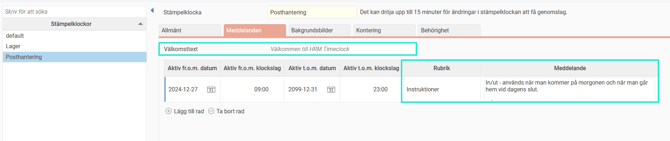 Skriv för att söka
Stämpelklockor
default
Lager
Posthantering
Stämpelklocka
Posthantering
Det kan dröja upp till 15 minuter för ändringar i stämpelklockan att få genomslag.
Allmänt
Meddelanden
Bakgrundsbilder
Kontering
Behörighet
Välkomsttext
Välkommen till HRM Timeclock
Aktiv fr.o.m. datum
Aktiv fr.o.m. klockslag
Aktiv t.o.m. datum
Aktiv t.o.m. klockslag
Rubrik
Meddelande
2024-12-27
09:00
2099-12-31
23:00
Instruktioner
In/ut - används när man kommer på morgonen och när man går
hem vid dagens slut.
Lägg till rad
Ta bort rad